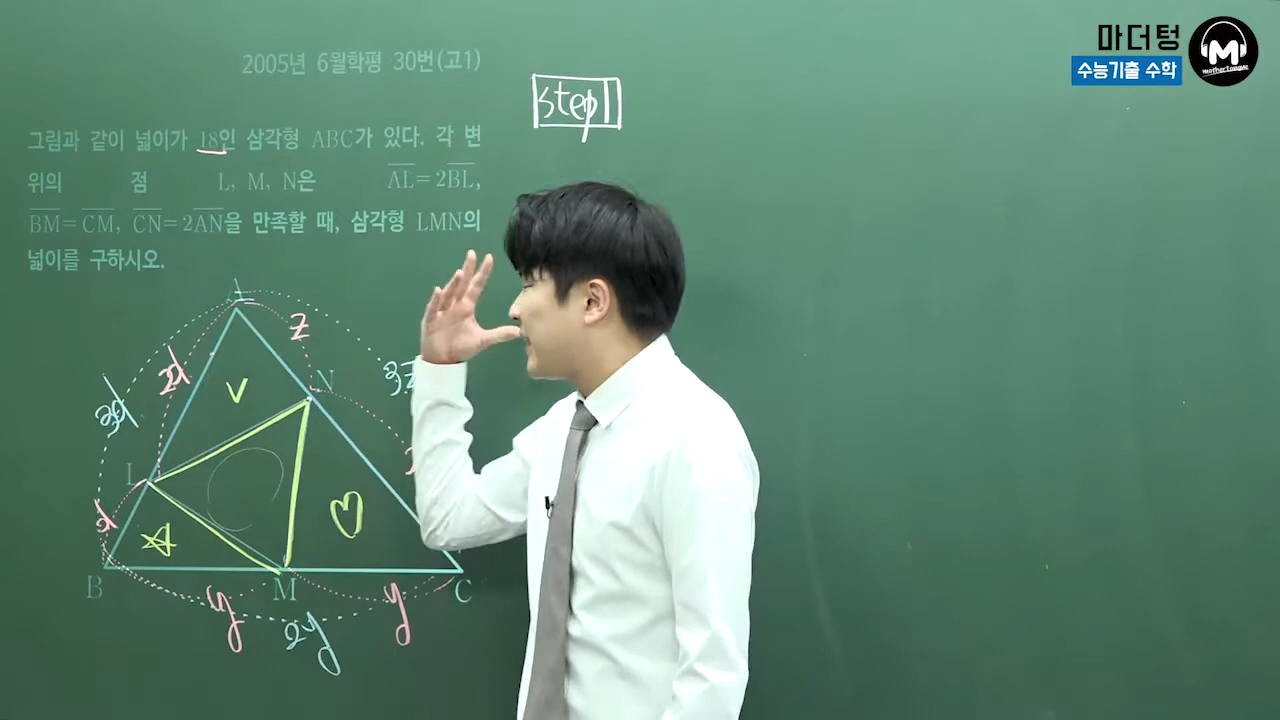 마더텅
수능기출 수학
mothertongue
2005년 6월학평 30번(고1)
step1
그림과 같이 넓이가 18인 삼각형 ABC가 있다. 각 변
위의 점 L, M, N은 AL=2BL,
BM=CM, CN=2AN을 만족할 때, 삼각형 LMN의
넓이를 구하시오.
A
z
2x
N
3z
3x
L
x
B
M
C
y
2y
y